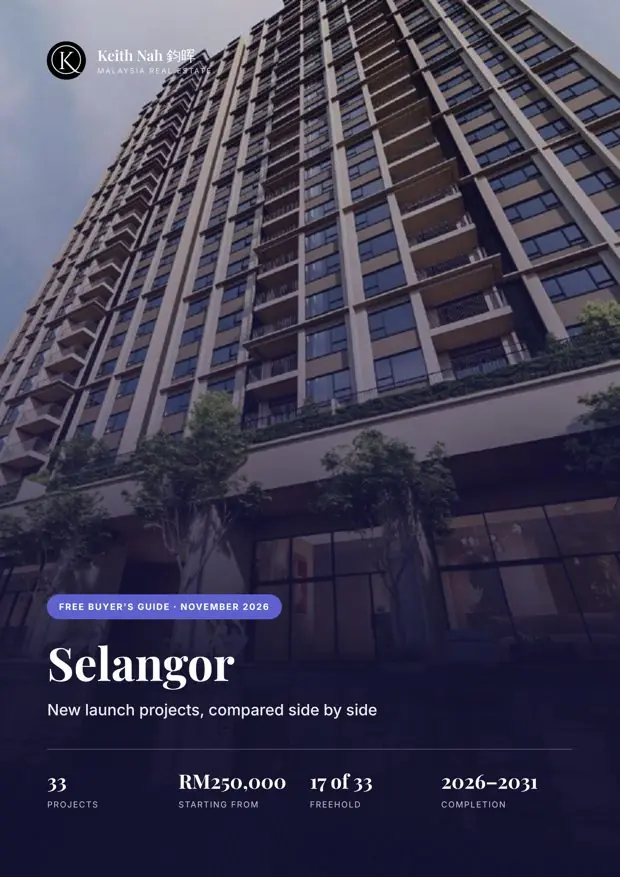 K
Keith Nah 鈞暉
MALAYSIA REAL ESTATE
FREE BUYER'S GUIDE · NOVEMBER 2026
Selangor
New launch projects, compared side by side
33
PROJECTS
RM250,000
STARTING FROM
17 of 33
FREEHOLD
2026–2031
COMPLETION